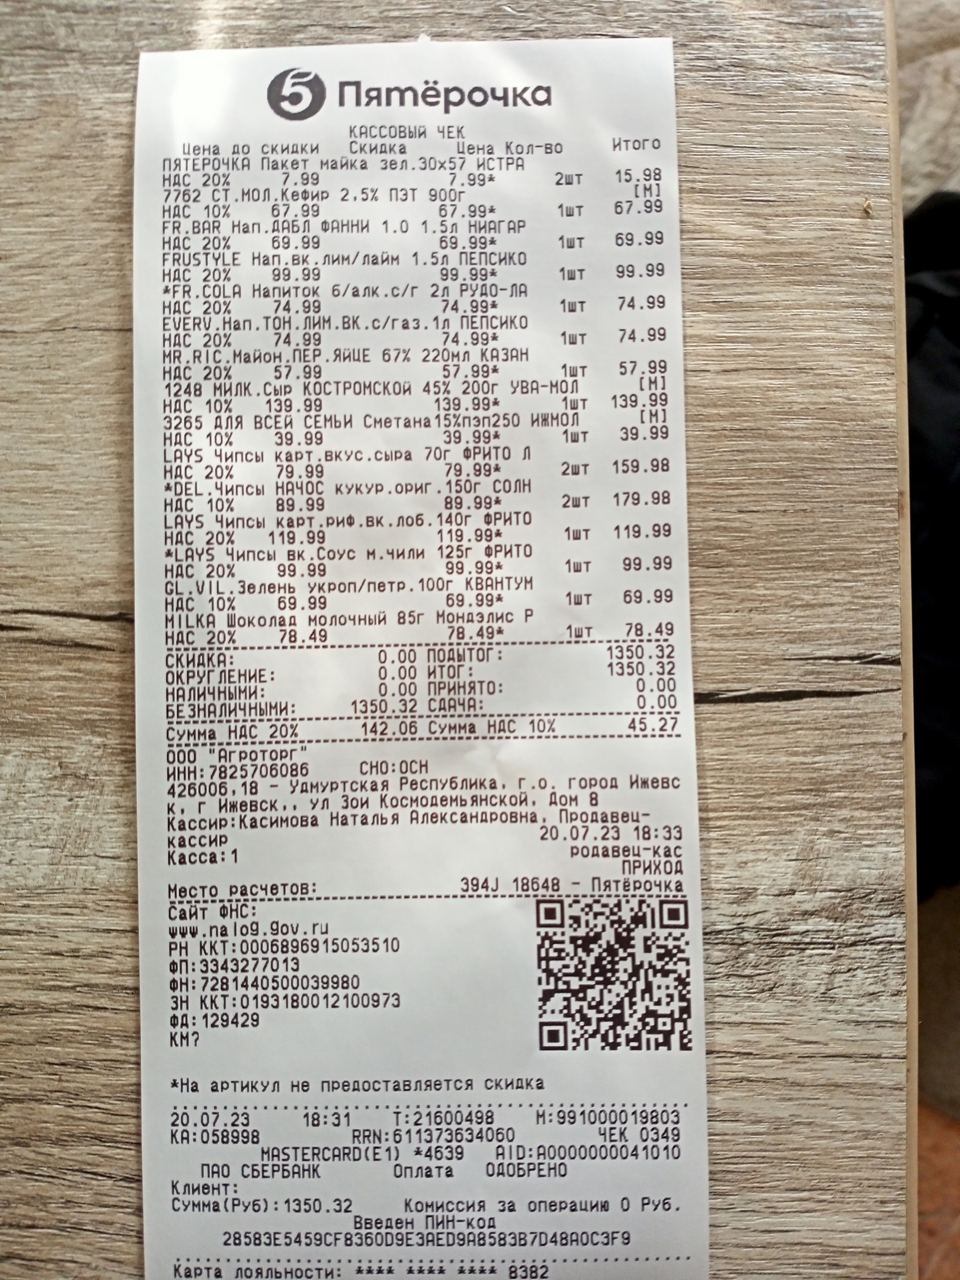 5 Пятёрочка
КАССОВЫЙ ЧЕК
Цена до скидки Скидка Цена Кол-во Итого
ПЯТЕРОЧКА Пакет майка зел.30х57 ИСТРА
НДС 20% 7.99 7.99* 2шт 15.98
7762 СТ.МОЛ.Кефир 2,5% ПЭТ 900г [М]
НДС 10% 67.99 67.99* 1шт 67.99
FR.BAR Нап.ДАБЛ ФАННИ 1.0 1.5л НИАГАР
НДС 20% 69.99 69.99* 1шт 69.99
FRUSTYLE Нап.вк.лим/лайм 1.5л ПЕПСИКО
НДС 20% 99.99 99.99* 1шт 99.99
*FR.COLA Напиток б/алк.с/г 2л РУДО-ЛА
НДС 20% 74.99 74.99* 1шт 74.99
EVERV.Нап.ТОН.ЛИМ.ВК.с/газ.1л ПЕПСИКО
НДС 20% 74.99 74.99* 1шт 74.99
MR.RIC.Майон.ПЕР.ЯЙЦЕ 67% 220мл КАЗАН
НДС 20% 57.99 57.99* 1шт 57.99
1248 МИЛК.Сыр КОСТРОМСКОЙ 45% 200г УВА-МОЛ [М]
НДС 10% 139.99 139.99* 1шт 139.99
3265 ДЛЯ ВСЕЙ СЕМЬИ Сметана15%пэп250 ИЖМОЛ [М]
НДС 10% 39.99 39.99* 1шт 39.99
LAYS Чипсы карт.вкус.сыра 70г ФРИТО Л
НДС 20% 79.99 79.99* 2шт 159.98
*DEL.Чипсы НАЧОС кукур.ориг.150г СОЛН
НДС 10% 89.99 89.99* 2шт 179.98
LAYS Чипсы карт.риф.вк.лоб.140г ФРИТО
НДС 20% 119.99 119.99* 1шт 119.99
*LAYS Чипсы вк.Соус м.чили 125г ФРИТО
НДС 20% 99.99 99.99* 1шт 99.99
GL.VIL.Зелень укроп/петр.100г КВАНТУМ
НДС 10% 69.99 69.99* 1шт 69.99
MILKA Шоколад молочный 85г Мондэлис Р
НДС 20% 78.49 78.49* 1шт 78.49
СКИДКА: 0.00 ПОДЫТОГ: 1350.32
ОКРУГЛЕНИЕ: 0.00 ИТОГ: 1350.32
НАЛИЧНЫМИ: 0.00 ПРИНЯТО: 0.00
БЕЗНАЛИЧНЫМИ: 1350.32 СДАЧА: 0.00
Сумма НДС 20% 142.06 Сумма НДС 10% 45.27
ООО "Агроторг"
ИНН:7825706086 СНО:ОСН
426006,18 - Удмуртская Республика, г.о. город Ижевс
к, г Ижевск,, ул Зои Космодемьянской, Дом 8
Кассир:Касимова Наталья Александровна, Продавец-
кассир 20.07.23 18:33
Касса:1 родавец-кас
ПРИХОД
Место расчетов: 394J 18648 - Пятёрочка
Сайт ФНС:
www.nalog.gov.ru
РН ККТ:0006896915053510
ФП:3343277013
ФН:7281440500039980
ЗН ККТ:0193180012100973
ФД:129429
КМ?
*На артикул не предоставляется скидка
20.07.23 18:31 Т:21600498 М:991000019803
КА:058998 RRN:611373634060 ЧЕК 0349
MASTERCARD(E1) *4639 AID:A0000000041010
ПАО СБЕРБАНК Оплата ОДОБРЕНО
Клиент:
Сумма(Руб):1350.32 Комиссия за операцию 0 Руб.
Введен ПИН-код
28583E5459CF8360D9E3AED9A8583B7D48A0C3F9
Карта лояльности: **** **** **** 8382